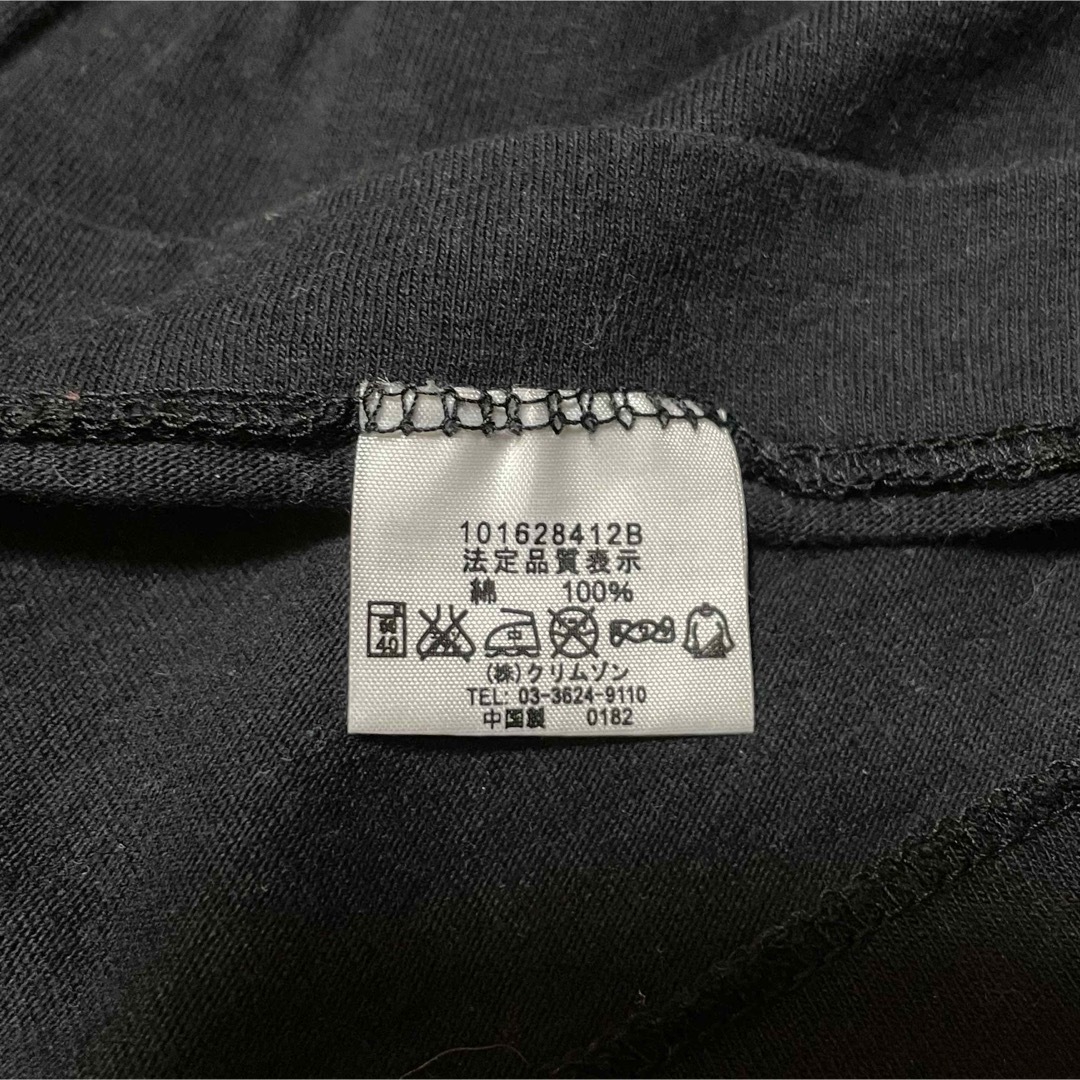 101628412B
法定品質表示
綿 100%
弱 40 中
(株)クリムゾン
TEL: 03-3624-9110
中国製 0182